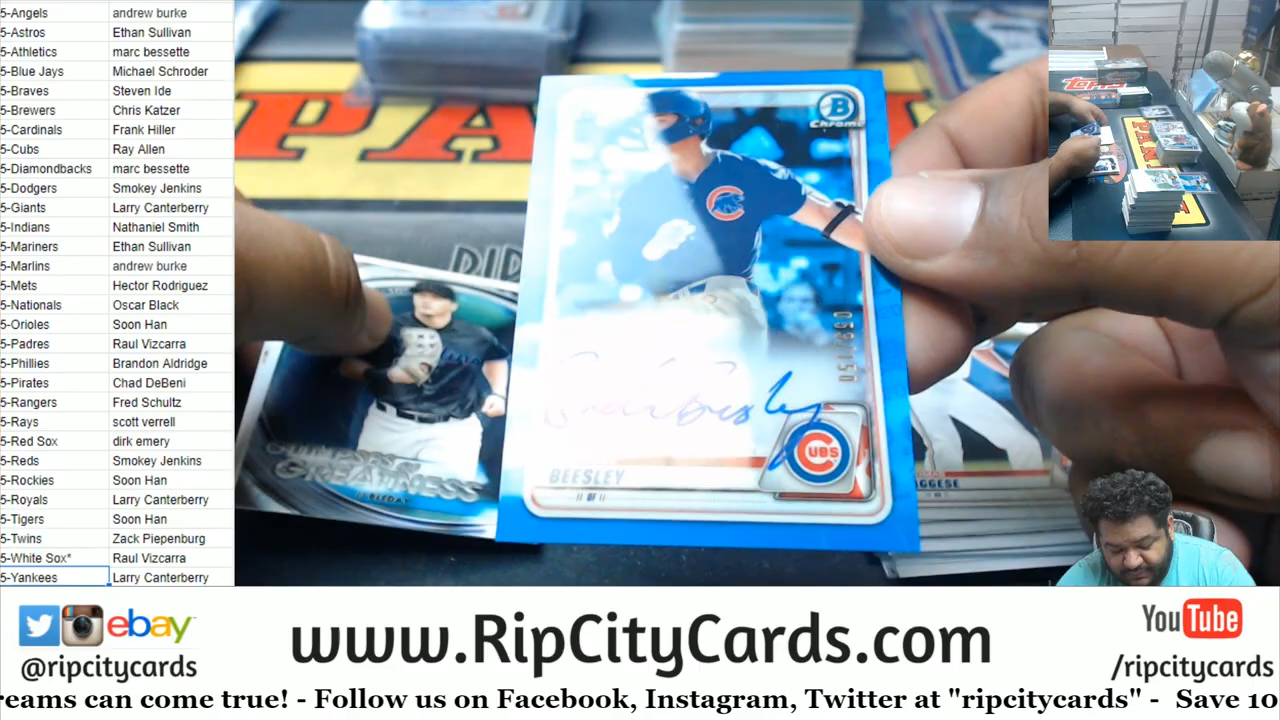 5-Angels andrew burke
5-Astros Ethan Sullivan
5-Athletics marc bessette
5-Blue Jays Michael Schroder
5-Braves Steven Ide
5-Brewers Chris Katzer
5-Cardinals Frank Hiller
5-Cubs Ray Allen
5-Diamondbacks marc bessette
5-Dodgers Smokey Jenkins
5-Giants Larry Canterberry
5-Indians Nathaniel Smith
5-Mariners Ethan Sullivan
5-Marlins andrew burke
5-Mets Hector Rodriguez
5-Nationals Oscar Black
5-Orioles Soon Han
5-Padres Raul Vizcarra
5-Phillies Brandon Aldridge
5-Pirates Chad DeBeni
5-Rangers Fred Schultz
5-Rays scott verrell
5-Red Sox dirk emery
5-Reds Smokey Jenkins
5-Rockies Soon Han
5-Royals Larry Canterberry
5-Tigers Soon Han
5-Twins Zack Piepenburg
5-White Sox* Raul Vizcarra
5-Yankees Larry Canterberry
B
Chrome
C
CUBS
BEESLEY
OF
GREATNESS
BLEDAY
GGESE
Topps
ebay
@ripcitycards
www.RipCityCards.com
YouTube
/ripcitycards
reams can come true! - Follow us on Facebook, Instagram, Twitter at "ripcitycards" - Save 10